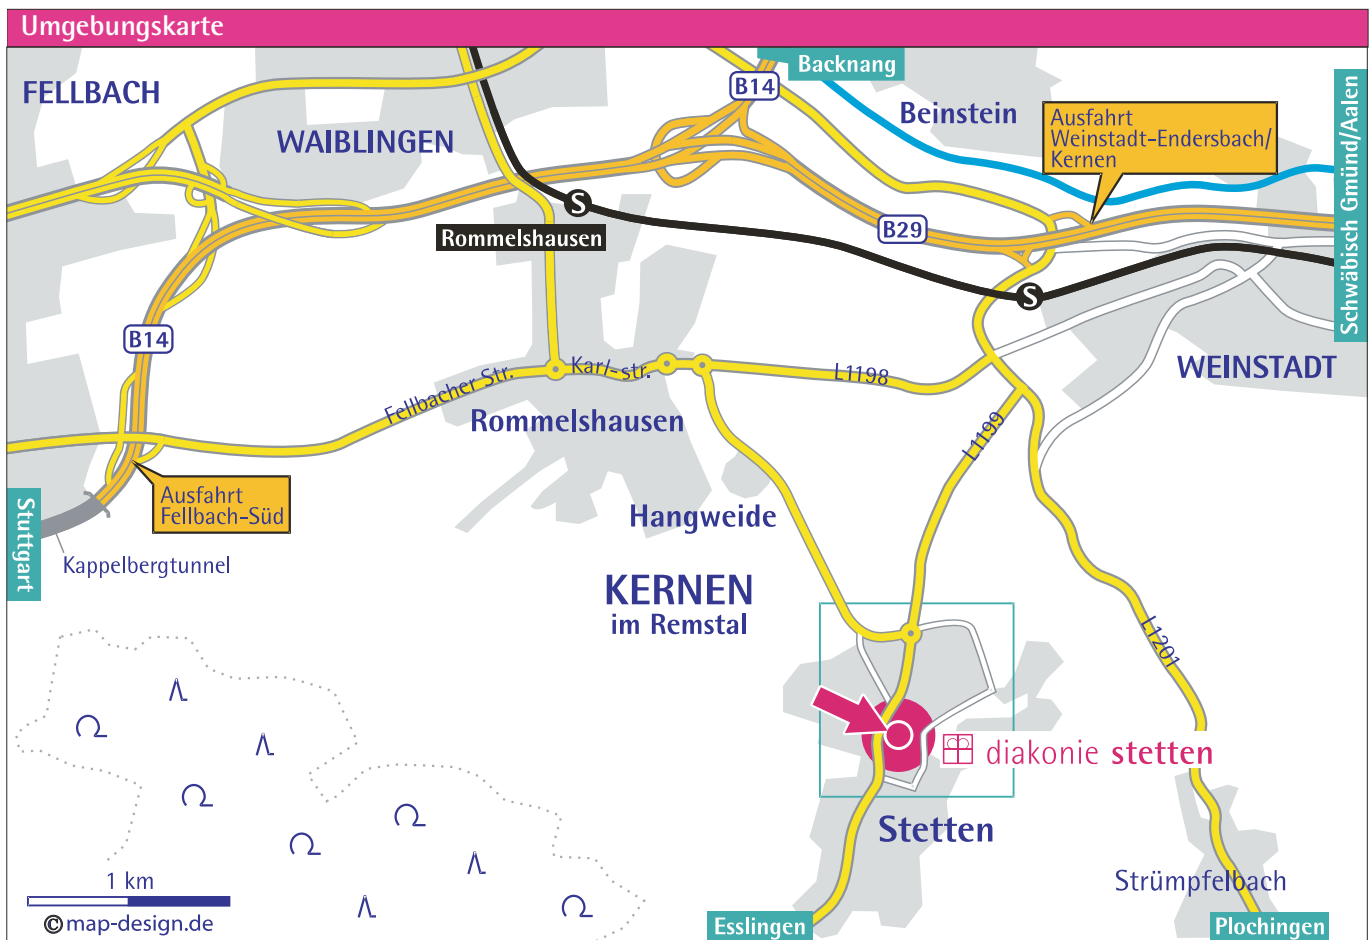 Umgebungskarte
FELLBACH
WAIBLINGEN
B14
Backnang
Beinstein
Ausfahrt
Weinstadt-Endersbach/
Kernen
Schwäbisch Gmünd/Aalen
S
Rommelshausen
B29
S
B14
WEINSTADT
Fellbacher Str.
Karl-str.
L1198
Rommelshausen
L1199
Ausfahrt
Fellbach-Süd
Stuttgart
Kappelbergtunnel
Hangweide
KERNEN
im Remstal
L1201
diakonie stetten
Stetten
Strümpfelbach
1 km
© map-design.de
Esslingen
Plochingen